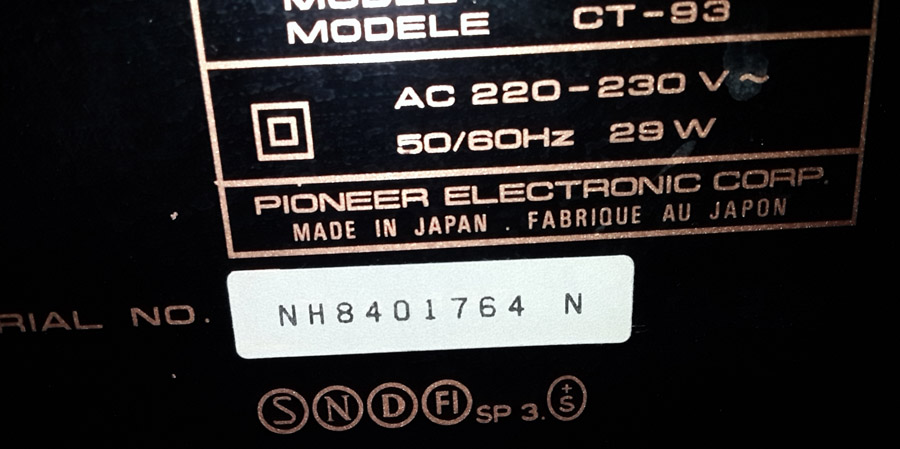 MODEL
MODELE CT-93
AC 220-230 V~
50/60Hz 29 W
PIONEER ELECTRONIC CORP.
MADE IN JAPAN . FABRIQUE AU JAPON
RIAL NO. NH8401764 N
S N D FI SP 3. +S